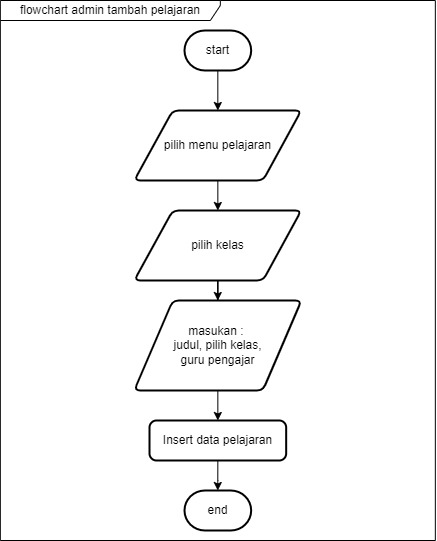 flowchart admin tambah pelajaran
start
pilih menu pelajaran
pilih kelas
masukan :
judul, pilih kelas,
guru pengajar
Insert data pelajaran
end